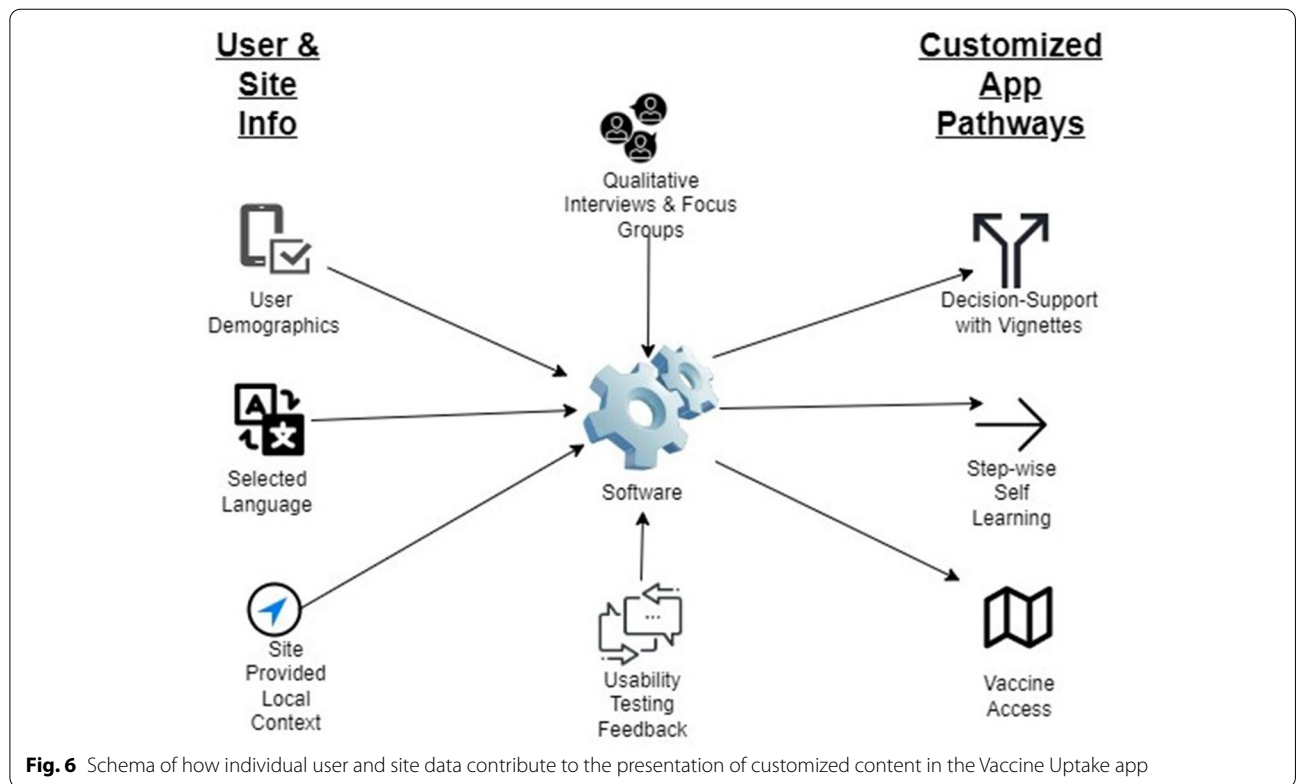 User &
Site
Info
Customized
App
Pathways
Qualitative
Interviews & Focus
Groups
User
Demographics
Decision-Support
with Vignettes
A
文
Selected
Language
Software
Step-wise
Self
Learning
Site
Provided
Local
Context
...
Usability
Testing
Feedback
Vaccine
Access
Fig. 6 Schema of how individual user and site data contribute to the presentation of customized content in the Vaccine Uptake app